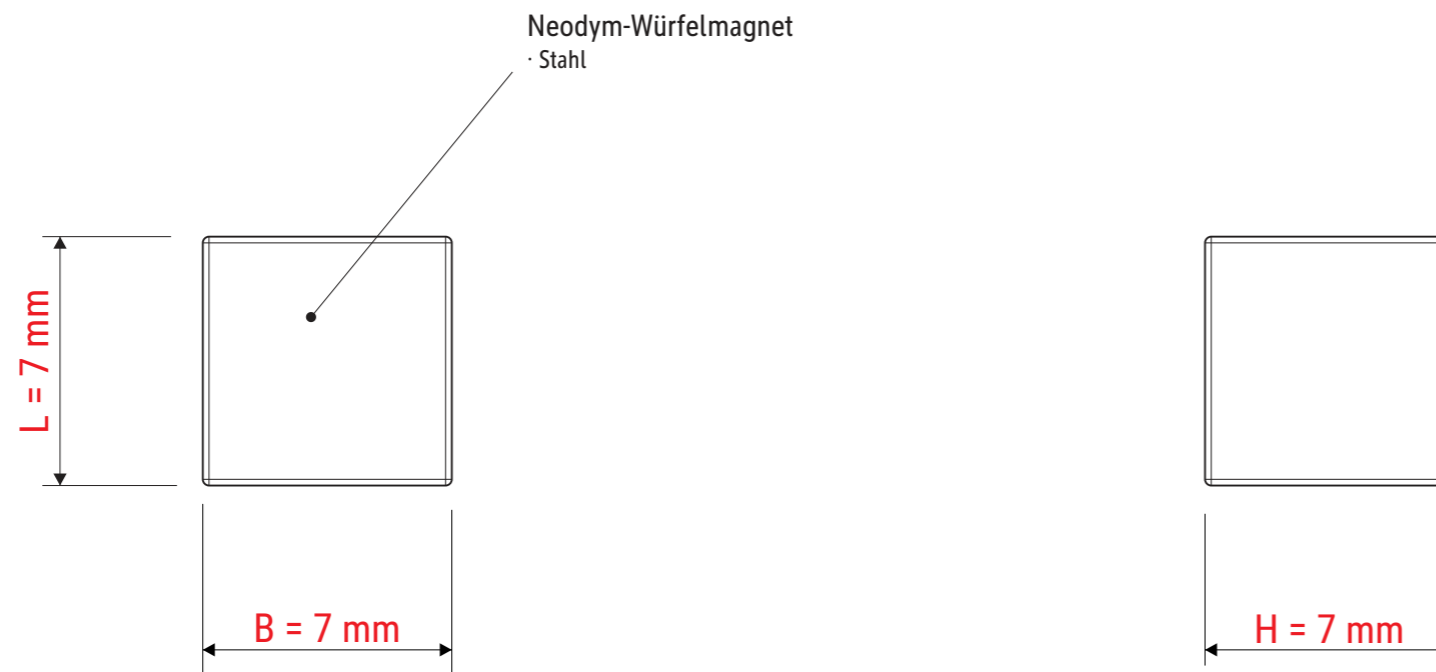 Neodym-Würfelmagnet
· Stahl
L = 7 mm
B = 7 mm
H = 7 mm